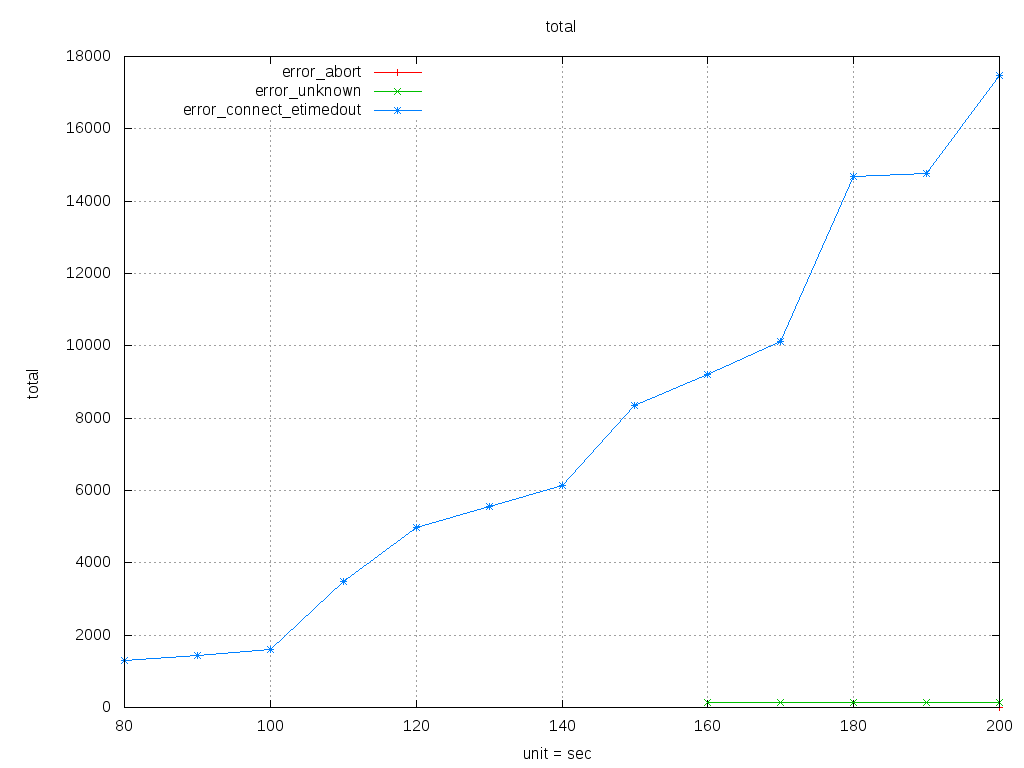 total
18000
16000
14000
12000
10000
8000
6000
4000
2000
0
error_abort
error_unknown
error_connect_etimedout
total
80 100 120 140 160 180 200
unit = sec